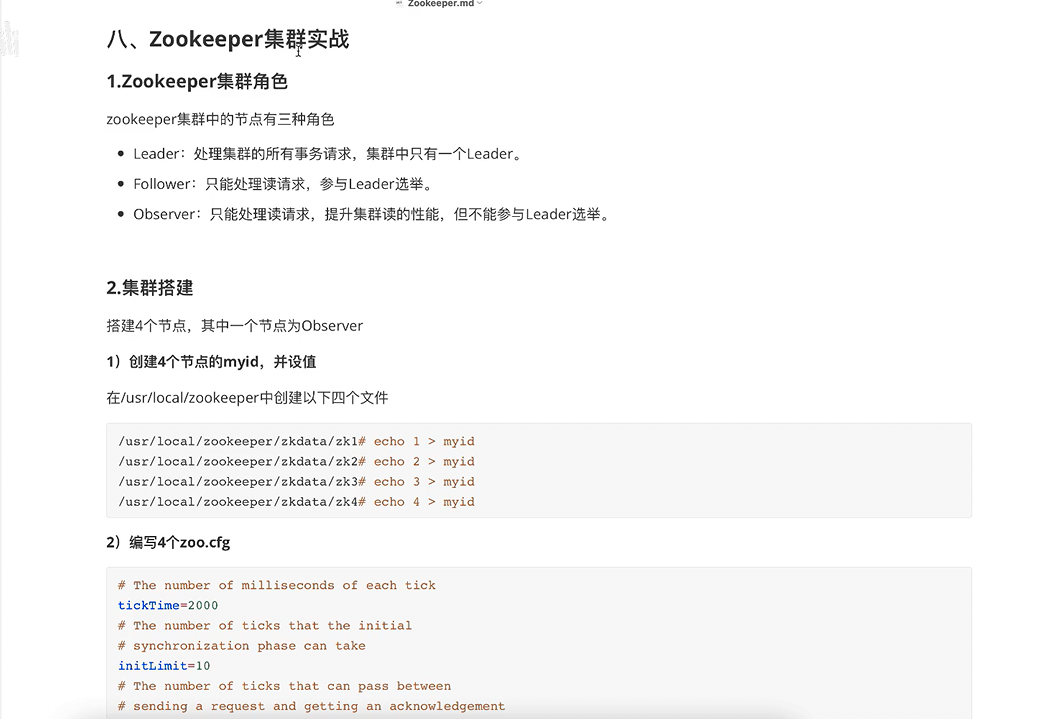 Zookeeper.md
八、Zookeeper集群实战
1.Zookeeper集群角色
zookeeper集群中的节点有三种角色
Leader：处理集群的所有事务请求，集群中只有一个Leader。
Follower：只能处理读请求，参与Leader选举。
Observer：只能处理读请求，提升集群读的性能，但不能参与Leader选举。
2.集群搭建
搭建4个节点，其中一个节点为Observer
1）创建4个节点的myid，并设值
在/usr/local/zookeeper中创建以下四个文件
/usr/local/zookeeper/zkdata/zk1# echo 1 > myid
/usr/local/zookeeper/zkdata/zk2# echo 2 > myid
/usr/local/zookeeper/zkdata/zk3# echo 3 > myid
/usr/local/zookeeper/zkdata/zk4# echo 4 > myid
2）编写4个zoo.cfg
# The number of milliseconds of each tick
tickTime=2000
# The number of ticks that the initial
# synchronization phase can take
initLimit=10
# The number of ticks that can pass between
# sending a request and getting an acknowledgement